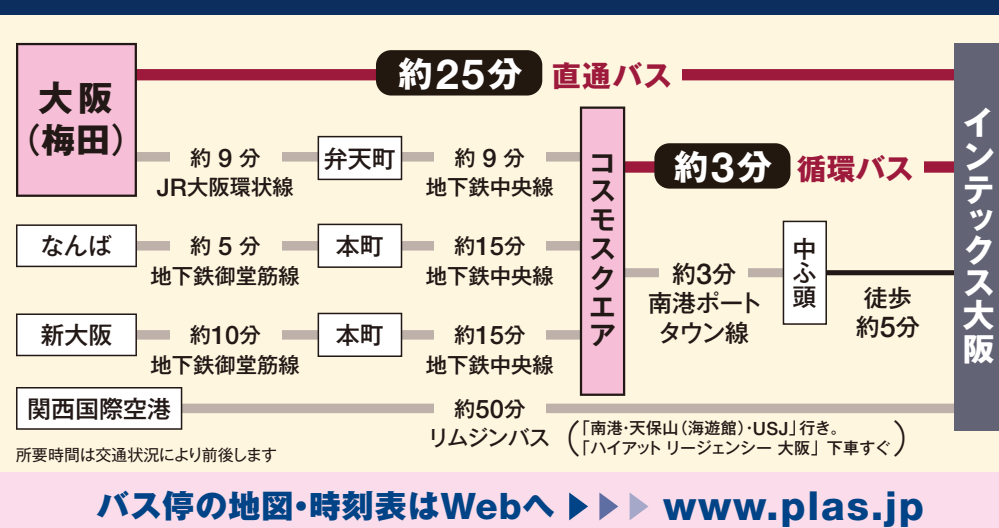 大阪
（梅田）
約25分 直通バス
約9分
JR大阪環状線
弁天町
約9分
地下鉄中央線
コスモスクエア
約3分 循環バス
インテックス大阪
なんば
約5分
地下鉄御堂筋線
本町
約15分
地下鉄中央線
約3分
南港ポート
タウン線
中ふ頭
徒歩
約5分
新大阪
約10分
地下鉄御堂筋線
本町
約15分
地下鉄中央線
関西国際空港
約50分
リムジンバス
（「南港・天保山（海遊館）・USJ」行き。
「ハイアット リージェンシー 大阪」下車すぐ）
所要時間は交通状況により前後します
バス停の地図・時刻表はWebへ ▶▶▶ www.plas.jp